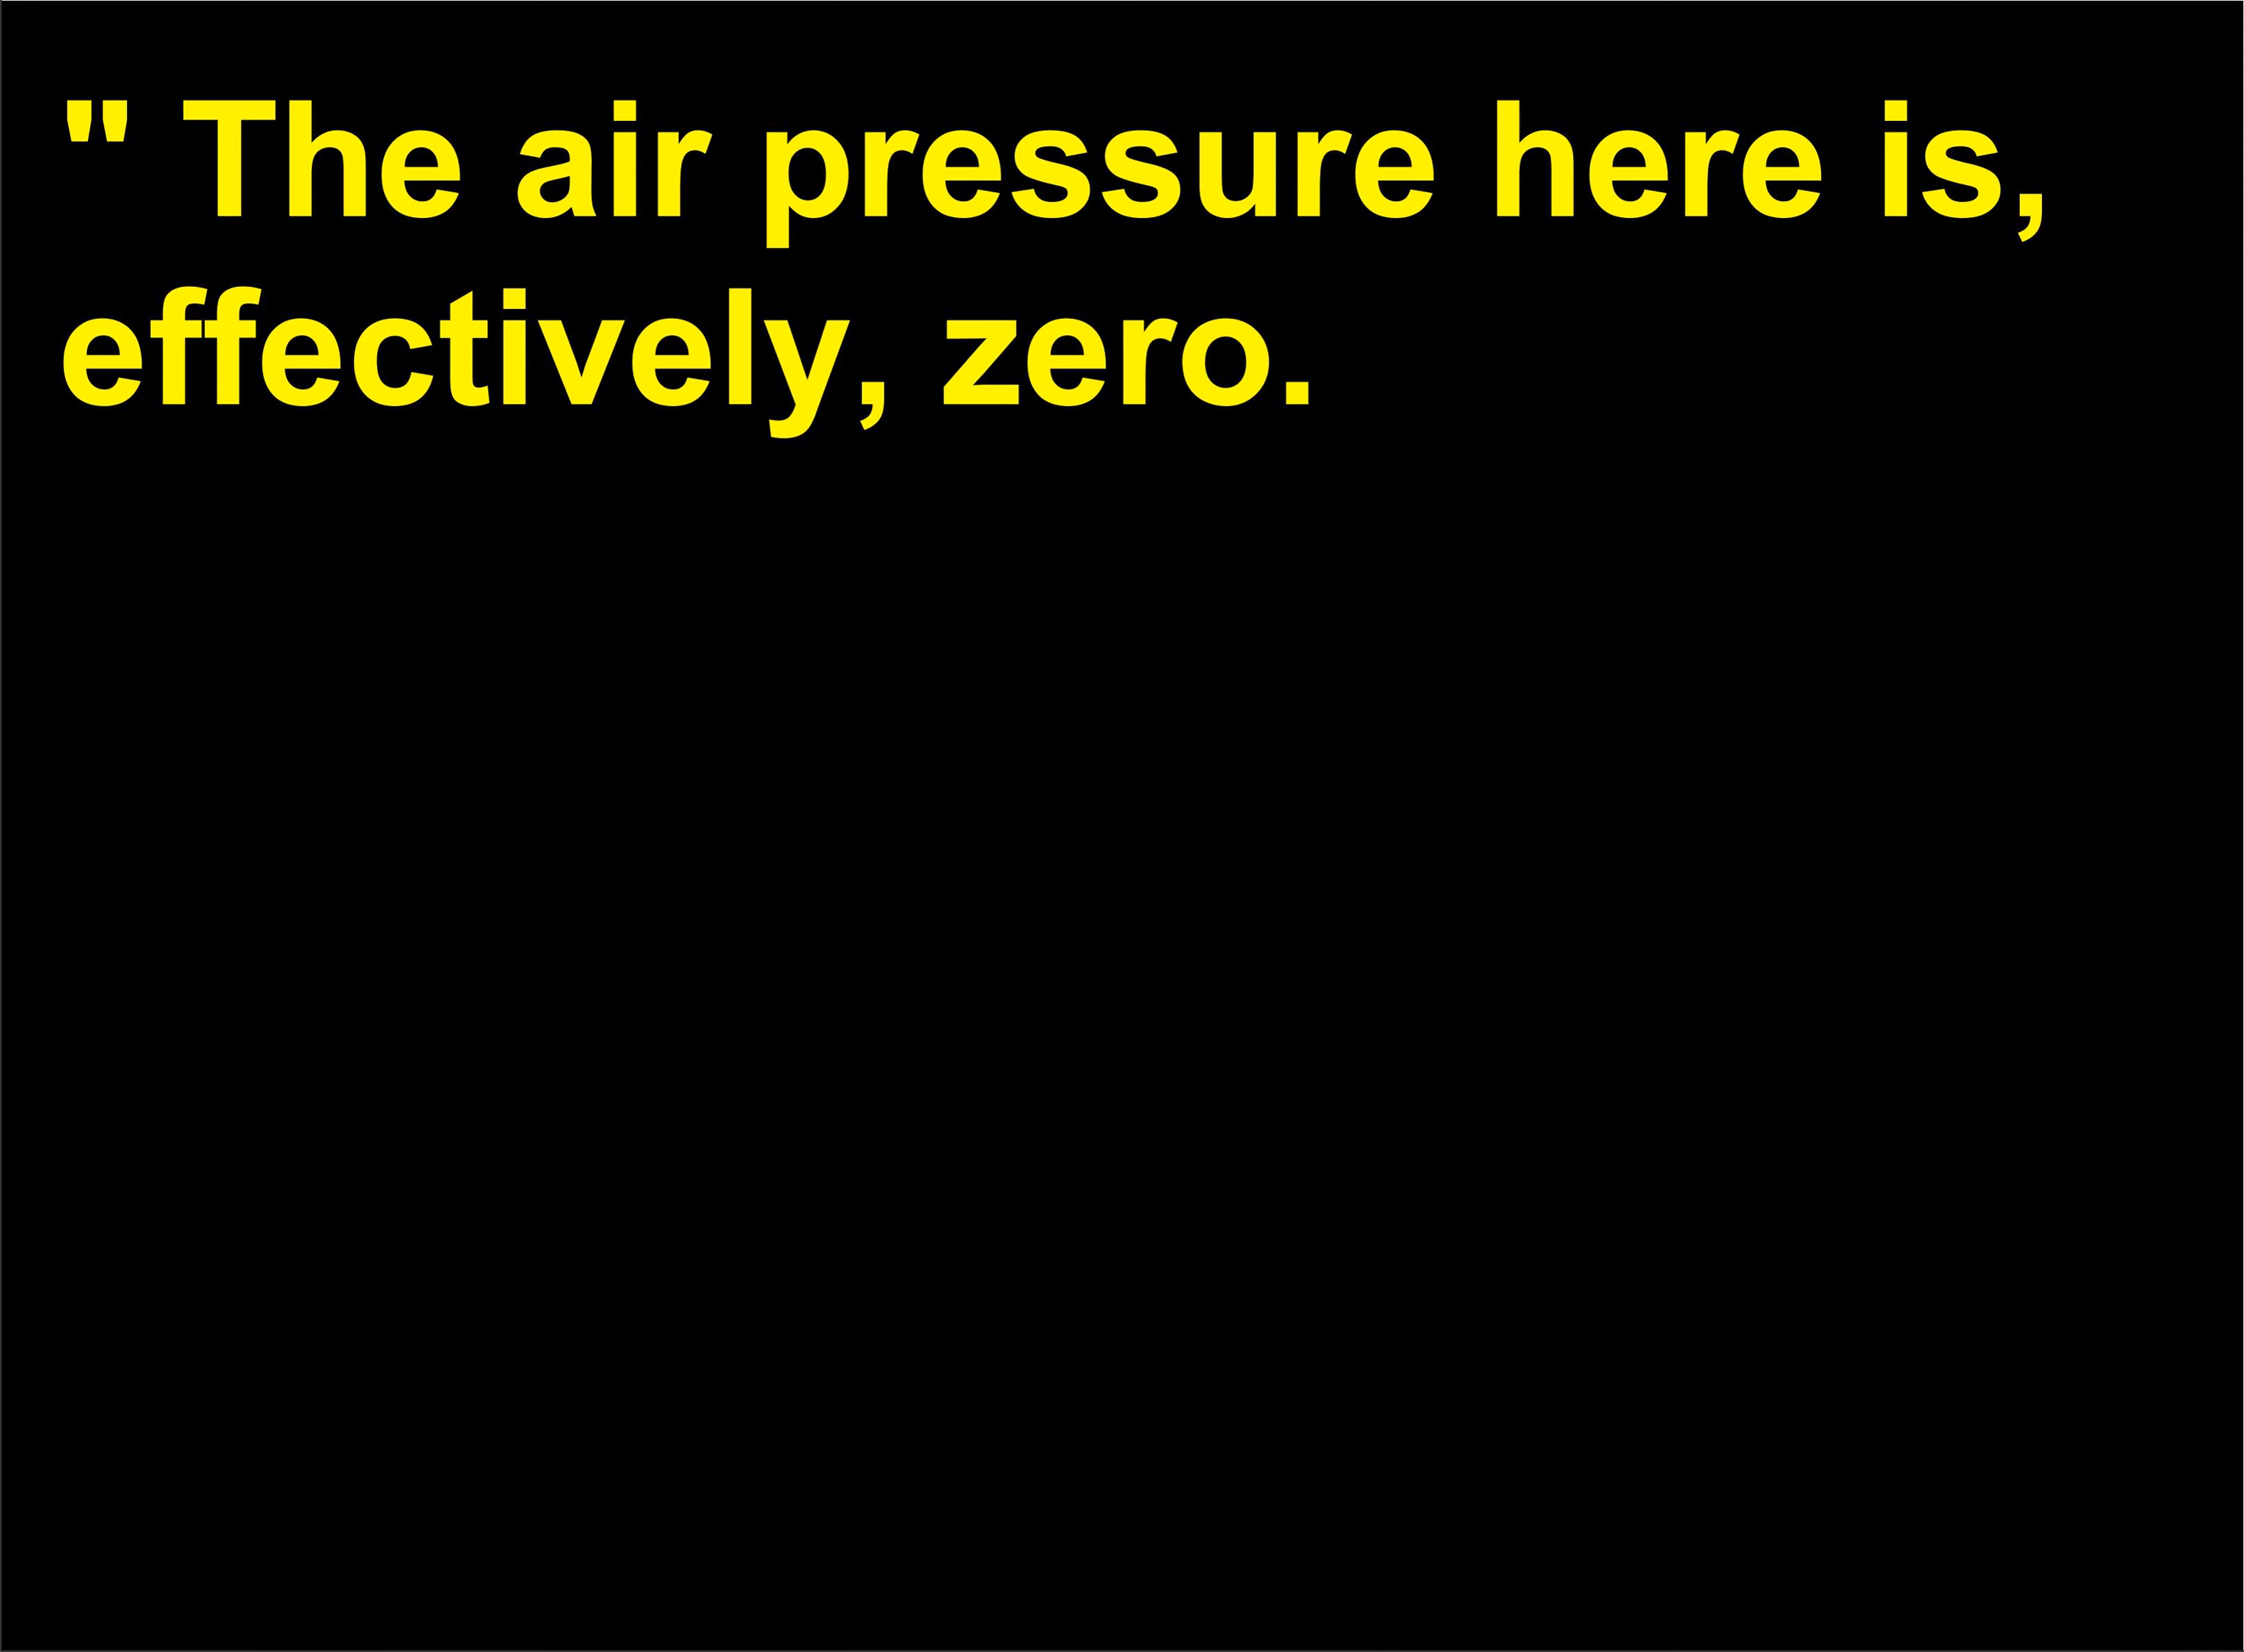 " The air pressure here is,
effectively, zero.